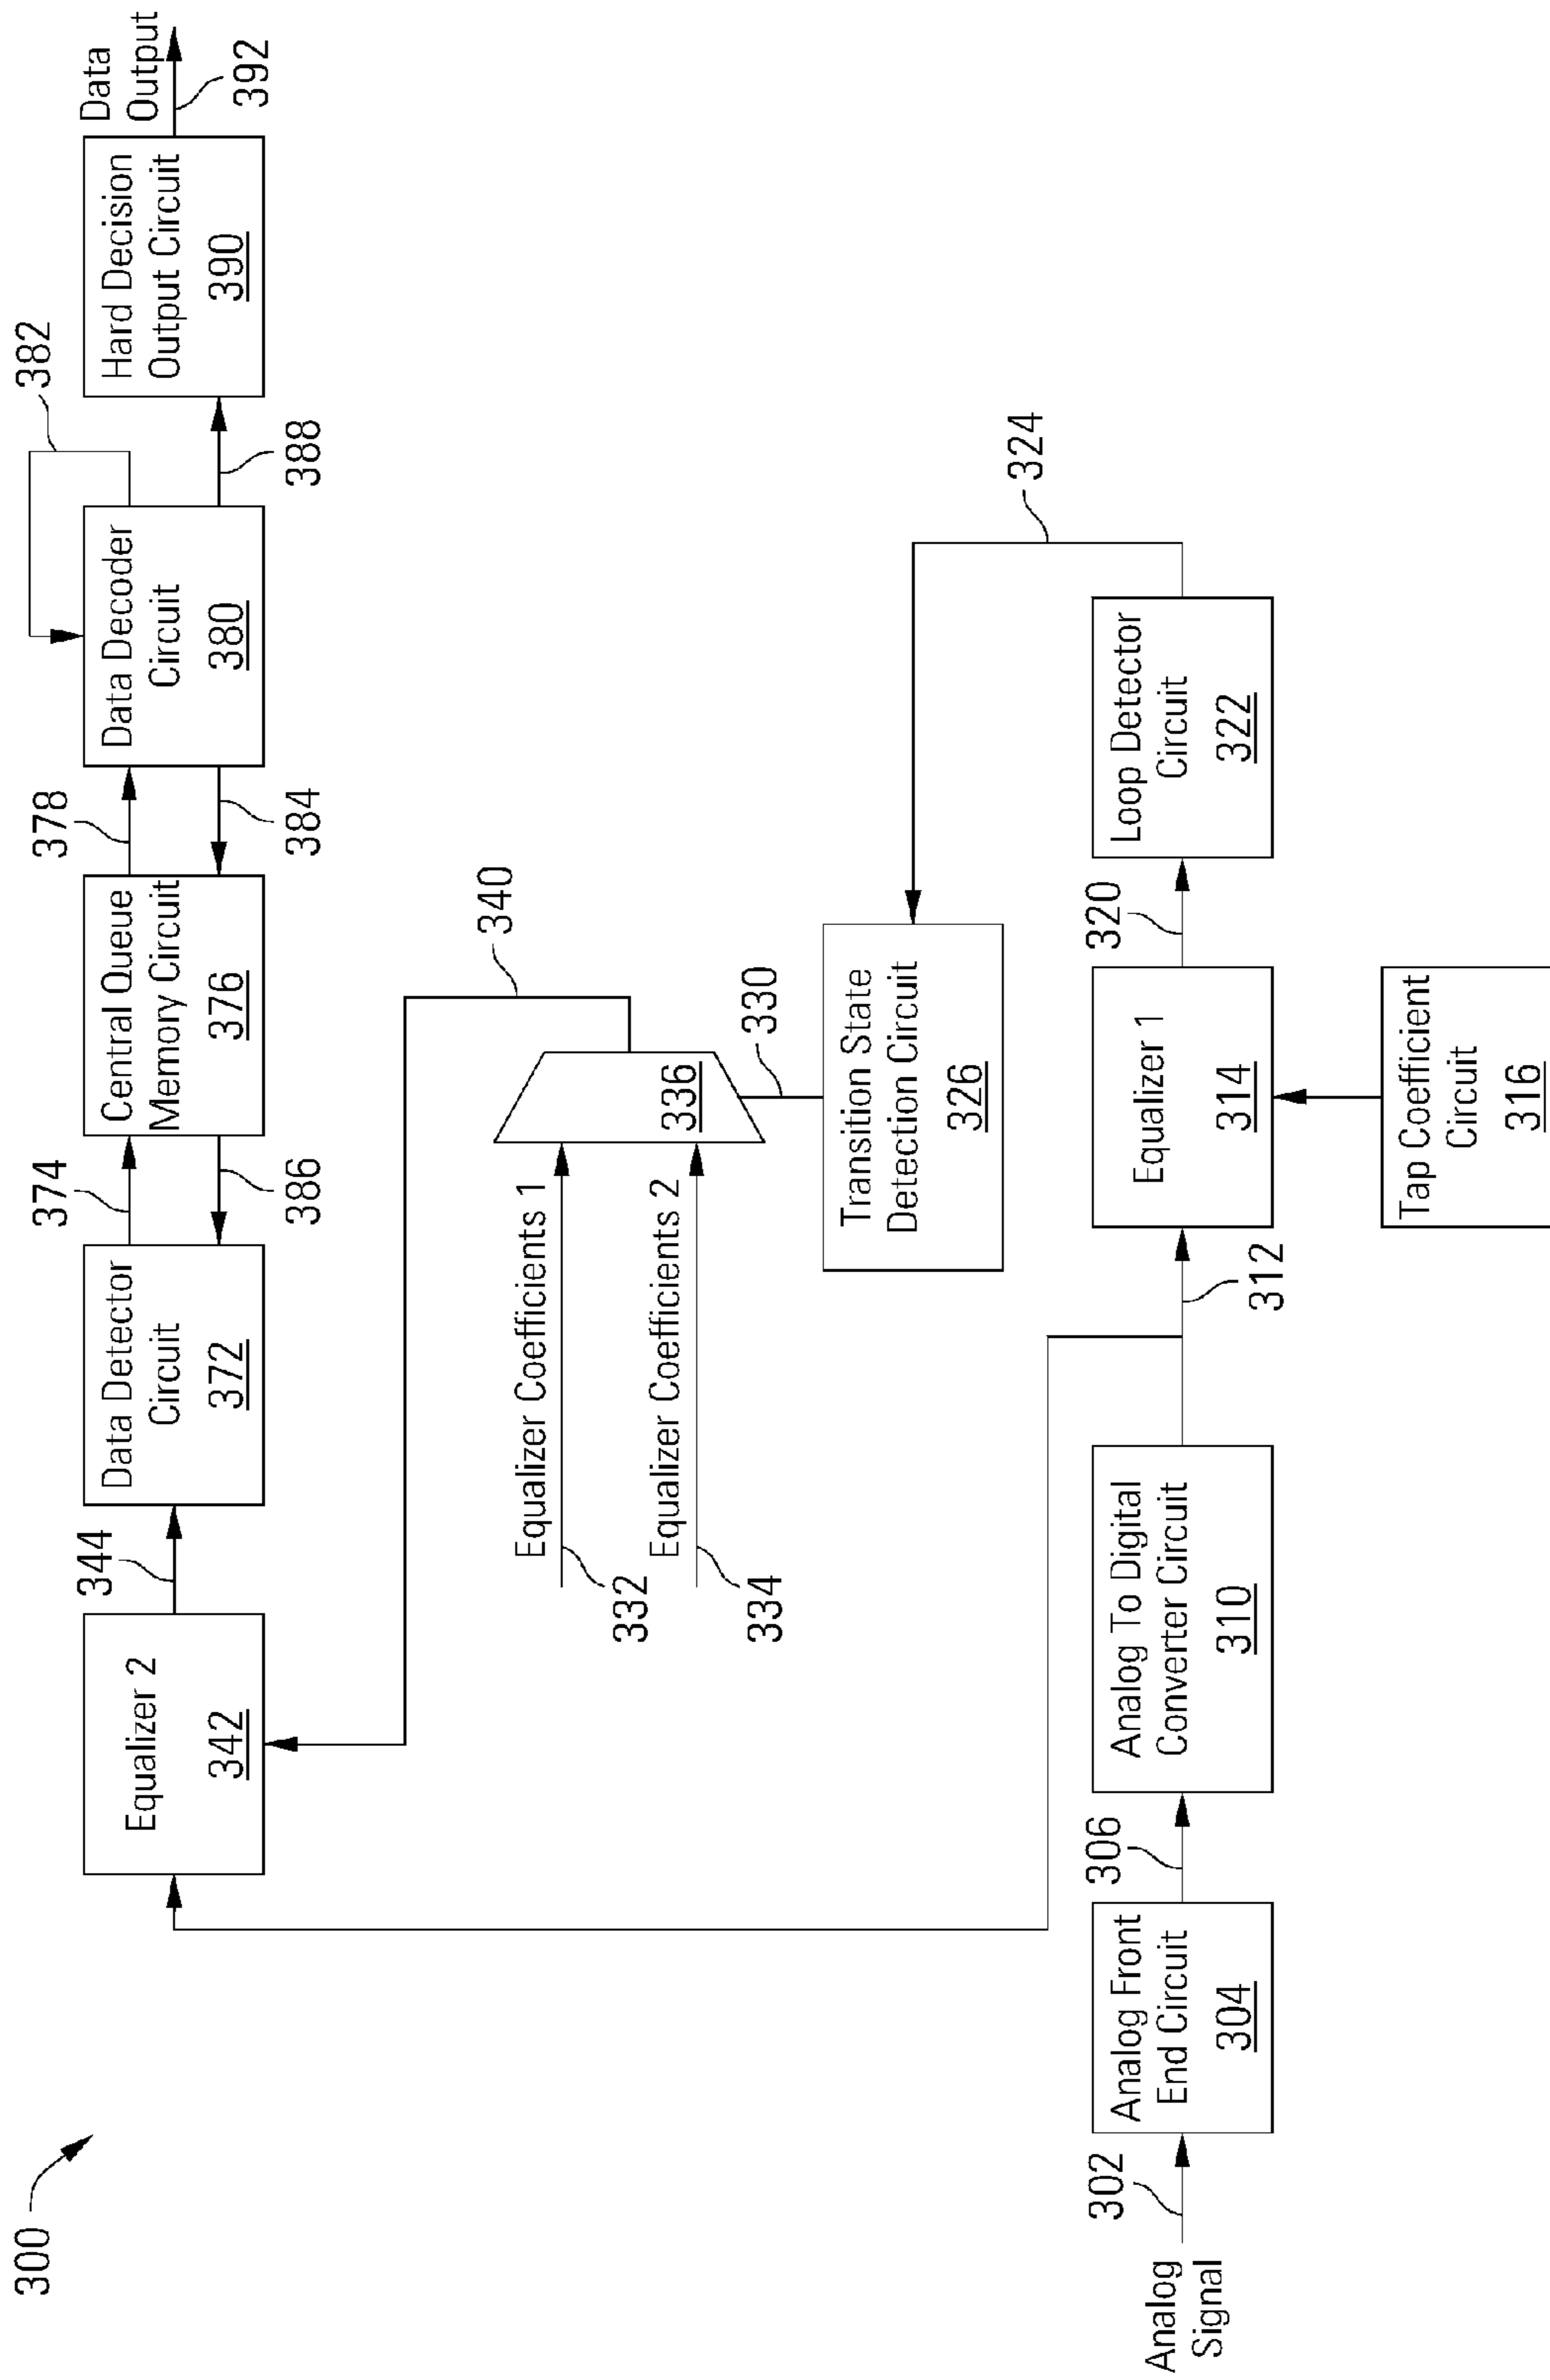 300
Equalizer 2
342
344
Data Detector
Circuit
372
374
386
Central Queue
Memory Circuit
376
378
384
Data Decoder
Circuit
380
382
388
Hard Decision
Output Circuit
390
Data
Output
392
340
Equalizer Coefficients 1
332
Equalizer Coefficients 2
334
336
330
Transition State
Detection Circuit
326
324
Analog
Signal
302
Analog Front
End Circuit
304
306
Analog To Digital
Converter Circuit
310
312
Equalizer 1
314
320
Loop Detector
Circuit
322
Tap Coefficient
Circuit
316